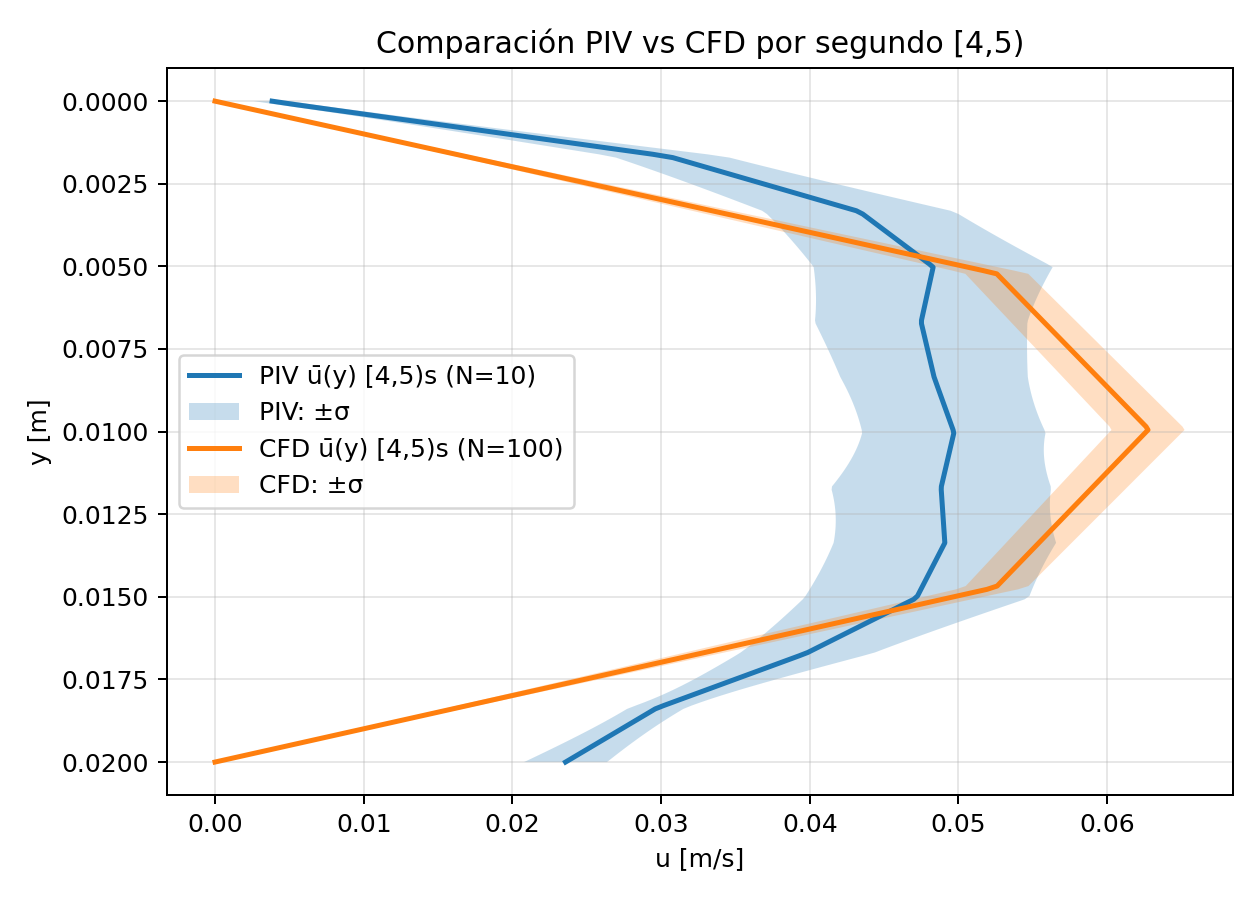 Comparación PIV vs CFD por segundo [4,5)
0.0000
0.0025
0.0050
0.0075
0.0100
0.0125
0.0150
0.0175
0.0200
y [m]
PIV ū(y) [4,5)s (N=10)
PIV: ±σ
CFD ū(y) [4,5)s (N=100)
CFD: ±σ
0.00 0.01 0.02 0.03 0.04 0.05 0.06
u [m/s]